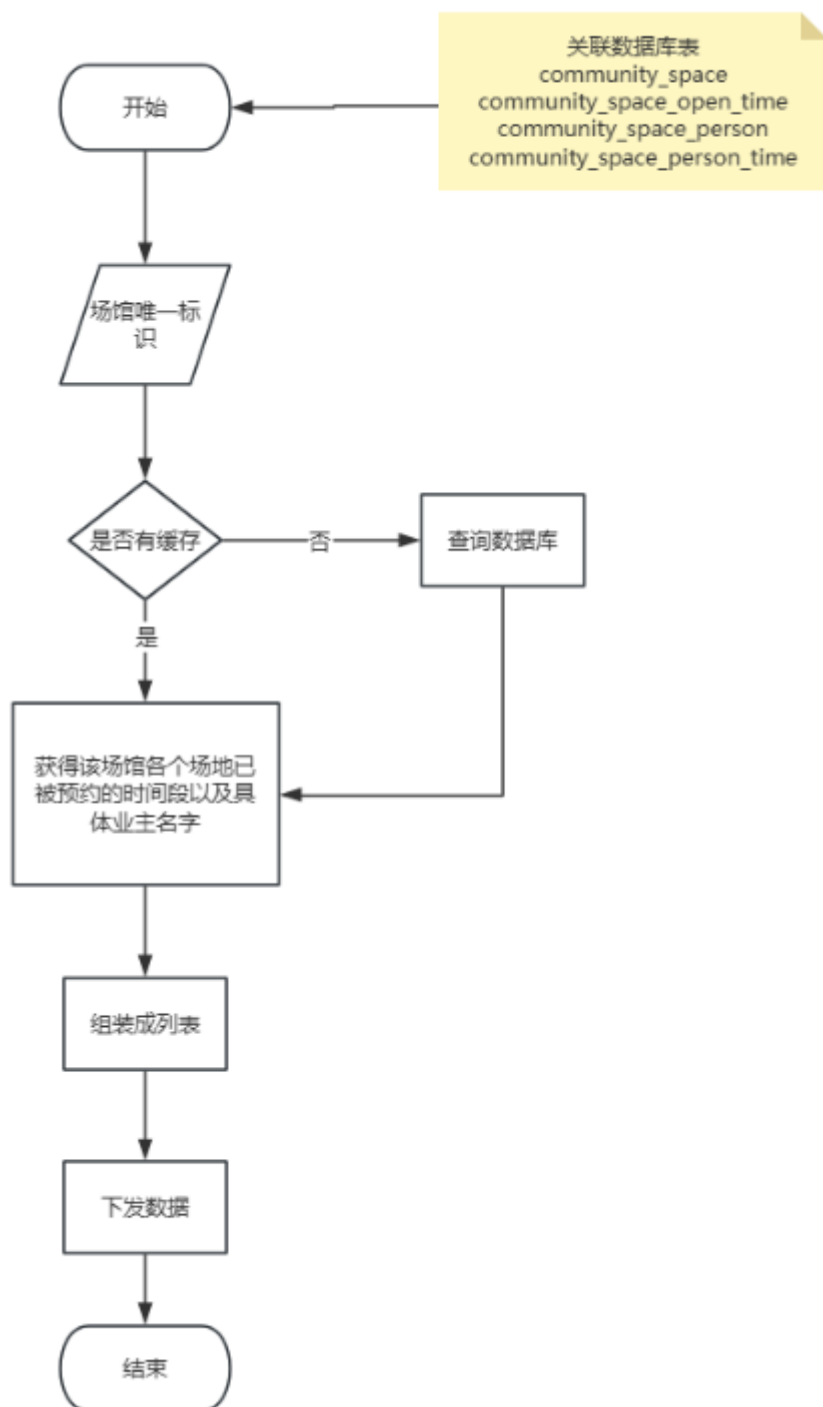 关联数据库表
community_space
community_space_open_time
community_space_person
community_space_person_time
开始
场馆唯一标
识
是否有缓存
否
查询数据库
是
获得该场馆各个场地已
被预约的时间段以及具
体业主名字
组装成列表
下发数据
结束